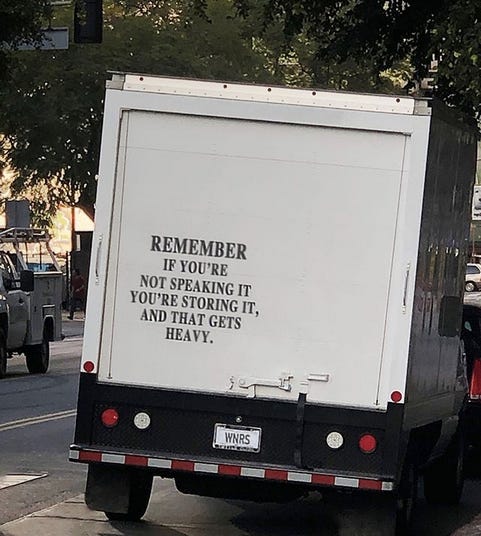 REMEMBER
IF YOU'RE
NOT SPEAKING IT
YOU'RE STORING IT,
AND THAT GETS
HEAVY.
WNRS